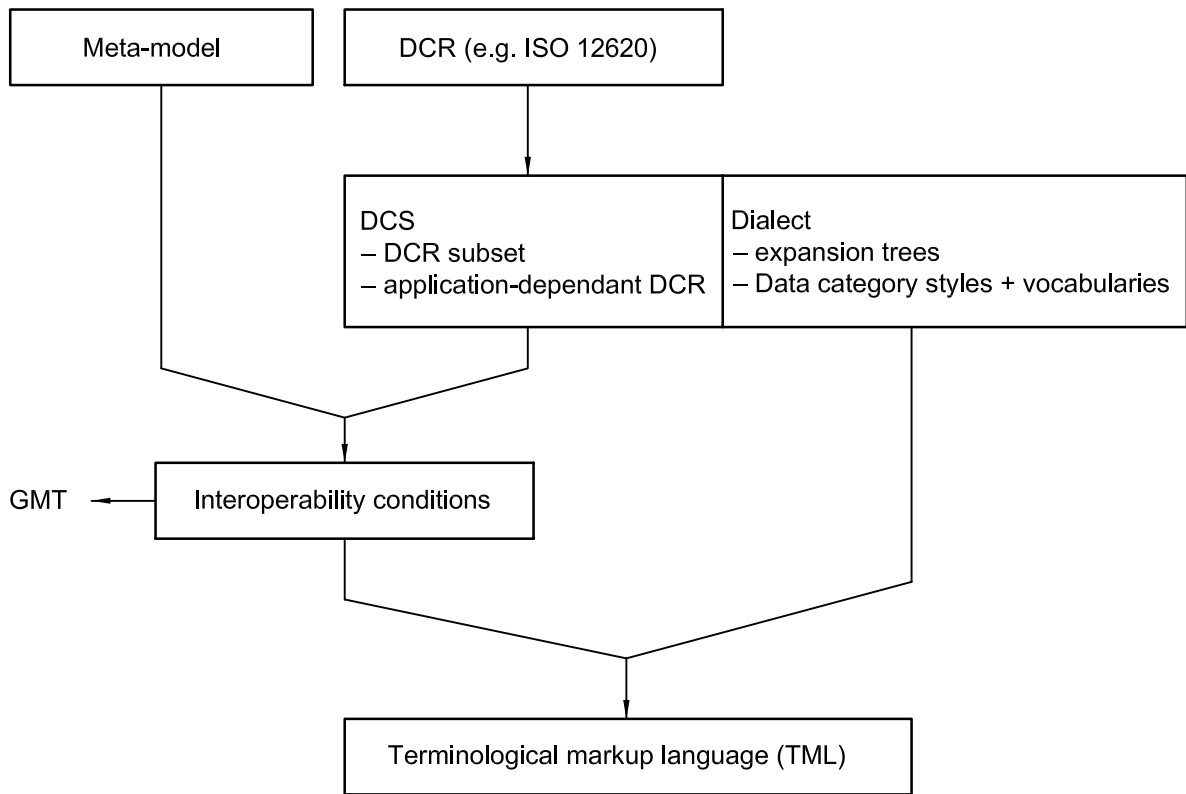 Meta-model
DCR (e.g. ISO 12620)
DCS
– DCR subset
– application-dependant DCR
Dialect
– expansion trees
– Data category styles + vocabularies
GMT
Interoperability conditions
Terminological markup language (TML)